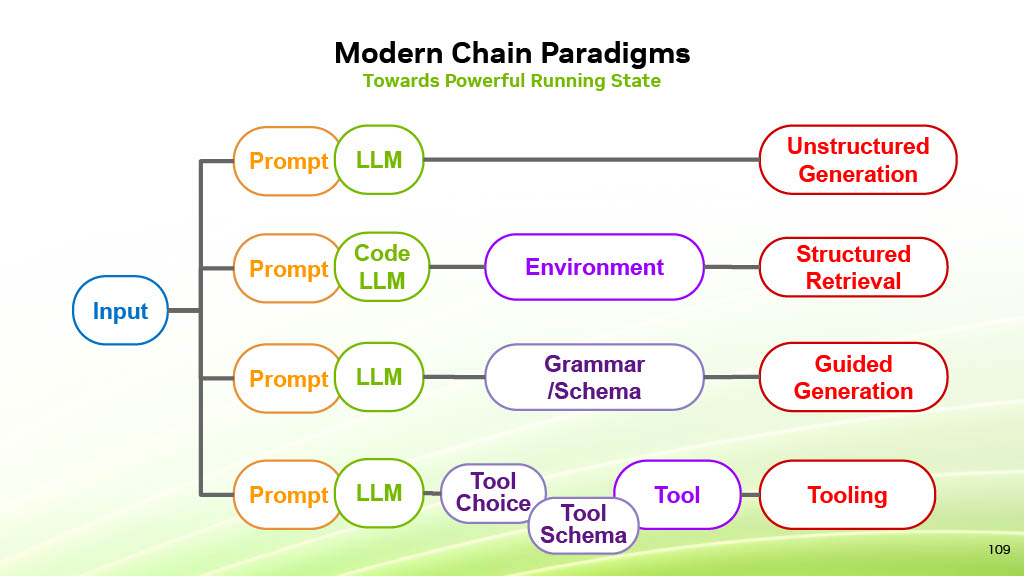 Modern Chain Paradigms
Towards Powerful Running State
Input
Prompt
LLM
Unstructured
Generation
Prompt
Code
LLM
Environment
Structured
Retrieval
Prompt
LLM
Grammar
/Schema
Guided
Generation
Prompt
LLM
Tool
Choice
Tool
Schema
Tool
Tooling
109